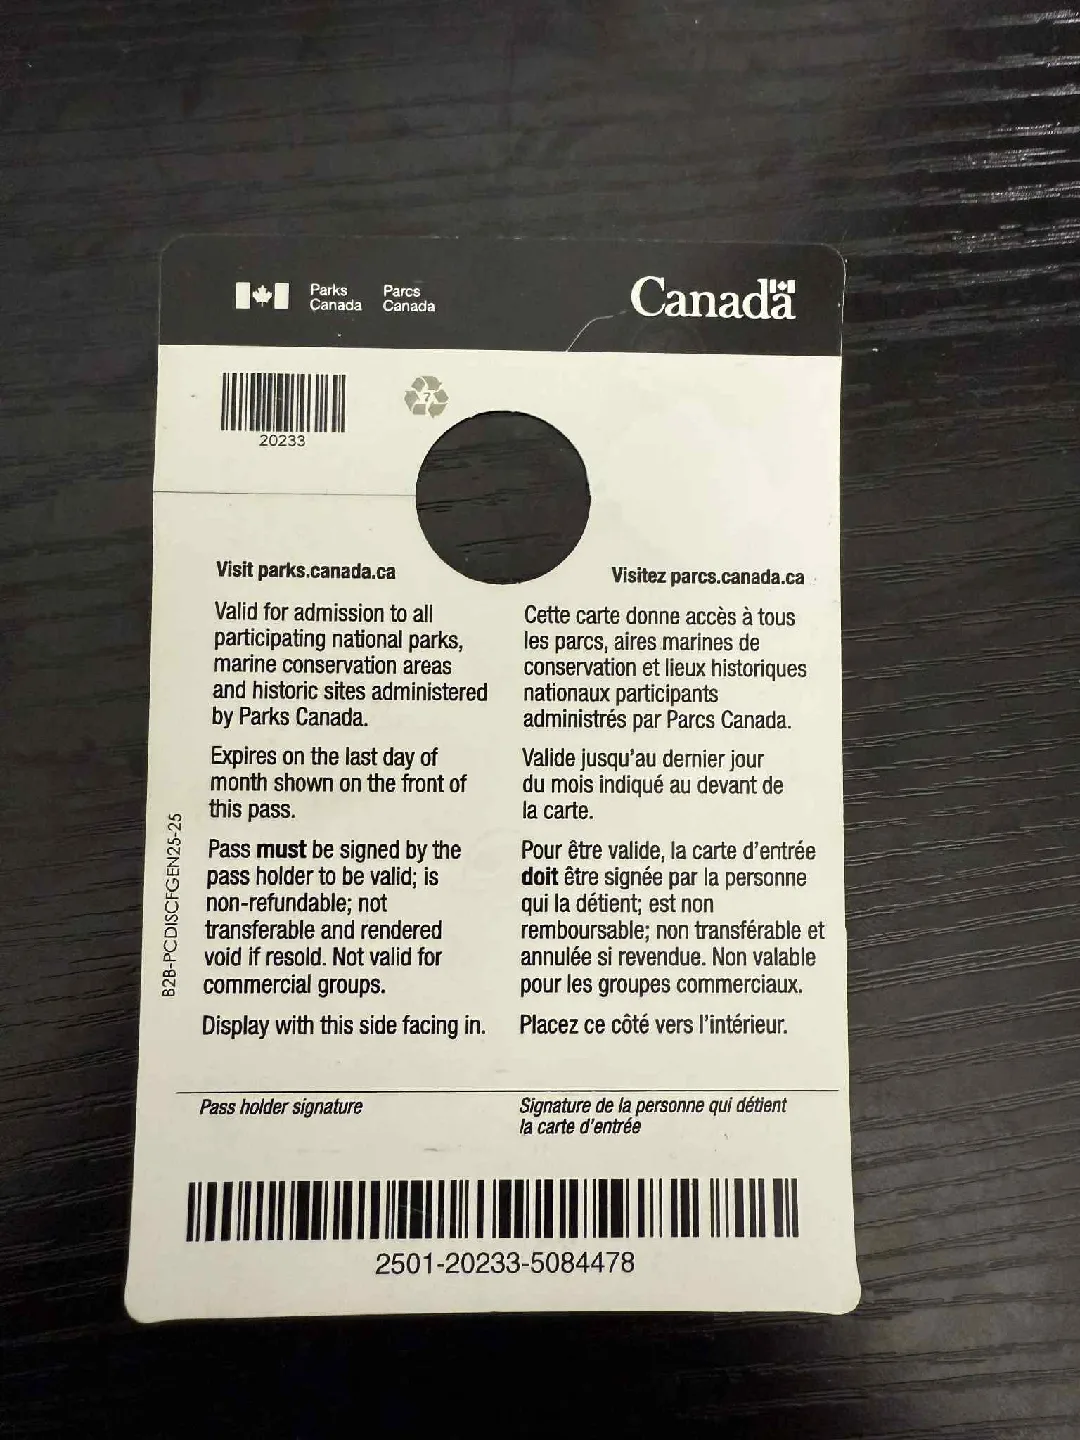 Parks Canada
Parcs Canada
Canada
20233
7
Visit parks.canada.ca
Valid for admission to all
participating national parks,
marine conservation areas
and historic sites administered
by Parks Canada.
Expires on the last day of
month shown on the front of
this pass.
Pass must be signed by the
pass holder to be valid; is
non-refundable; not
transferable and rendered
void if resold. Not valid for
commercial groups.
Display with this side facing in.
Visitez parcs.canada.ca
Cette carte donne accès à tous
les parcs, aires marines de
conservation et lieux historiques
nationaux participants
administrés par Parcs Canada.
Valide jusqu'au dernier jour
du mois indiqué au devant de
la carte.
Pour être valide, la carte d'entrée
doit être signée par la personne
qui la détient; est non
remboursable; non transférable et
annulée si revendue. Non valable
pour les groupes commerciaux.
Placez ce côté vers l'intérieur.
B2B-PCDISCFGEN25-25
Pass holder signature
Signature de la personne qui détient
la carte d'entrée
2501-20233-5084478